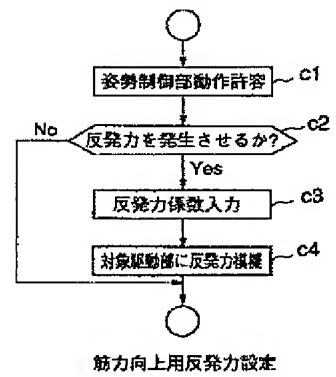 姿勢制御部動作許容
c1
c2
No
反発力を発生させるか?
Yes
反発力係数入力
c3
対象駆動部に反発力模擬
c4
筋力向上用反発力設定